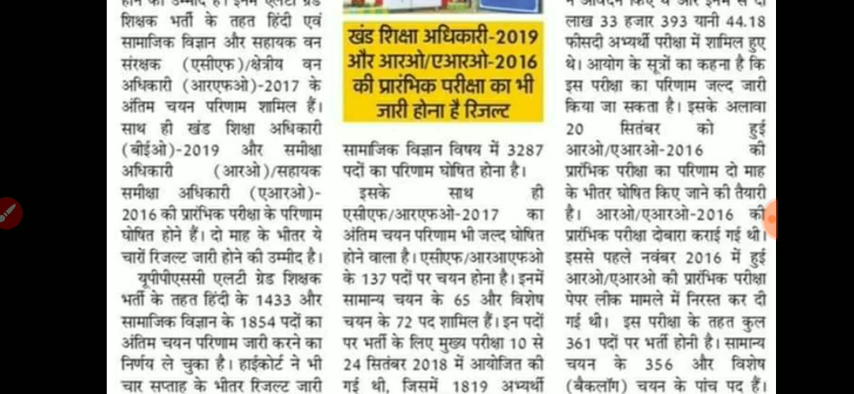 शिक्षक भर्ती के तहत हिंदी एवं
सामाजिक विज्ञान और सहायक वन
संरक्षक (एसीएफ)/क्षेत्रीय वन
अधिकारी (आरएफओ)-2017 के
अंतिम चयन परिणाम शामिल हैं।
साथ ही खंड शिक्षा अधिकारी
(बीईओ)-2019 और समीक्षा
अधिकारी (आरओ)/सहायक
समीक्षा अधिकारी (एआरओ)-
2016 की प्रारंभिक परीक्षा के परिणाम
घोषित होने हैं। दो माह के भीतर ये
चारों रिजल्ट जारी होने की उम्मीद है।
यूपीपीएससी एलटी ग्रेड शिक्षक
भर्ती के तहत हिंदी के 1433 और
सामाजिक विज्ञान के 1854 पदों का
अंतिम चयन परिणाम जारी करने का
निर्णय ले चुका है। हाईकोर्ट ने भी
चार सप्ताह के भीतर रिजल्ट जारी
खंड शिक्षा अधिकारी-2019
और आरओ/एआरओ-2016
की प्रारंभिक परीक्षा का भी
जारी होना है रिजल्ट
सामाजिक विज्ञान विषय में 3287
पदों का परिणाम घोषित होना है।
इसके साथ ही
एसीएफ/आरएफओ-2017 का
अंतिम चयन परिणाम भी जल्द घोषित
होने वाला है। एसीएफ/आरआएफओ
के 137 पदों पर चयन होना है। इनमें
सामान्य चयन के 65 और विशेष
चयन के 72 पद शामिल हैं। इन पदों
पर भर्ती के लिए मुख्य परीक्षा 10 से
24 सितंबर 2018 में आयोजित की
गई थी, जिसमें 1819 अभ्यर्थी
लाख 33 हजार 393 यानी 44.18
फीसदी अभ्यर्थी परीक्षा में शामिल हुए
थे। आयोग के सूत्रों का कहना है कि
इस परीक्षा का परिणाम जल्द जारी
किया जा सकता है। इसके अलावा
20 सितंबर को हुई
आरओ/एआरओ-2016 की
प्रारंभिक परीक्षा का परिणाम दो माह
के भीतर घोषित किए जाने की तैयारी
है। आरओ/एआरओ-2016 की
प्रारंभिक परीक्षा दोबारा कराई गई थी।
इससे पहले नवंबर 2016 में हुई
आरओ/एआरओ की प्रारंभिक परीक्षा
पेपर लीक मामले में निरस्त कर दी
गई थी। इस परीक्षा के तहत कुल
361 पदों पर भर्ती होनी है। सामान्य
चयन के 356 और विशेष
(बैकलॉग) चयन के पांच पद हैं।